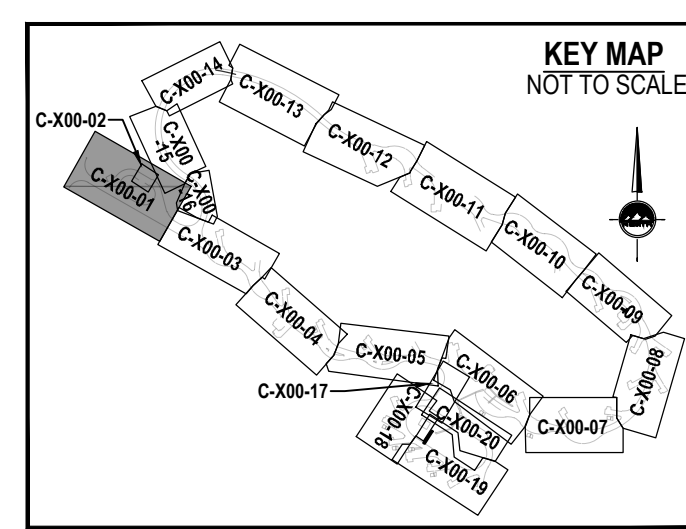 KEY MAP
NOT TO SCALE
C-X00-14
C-X00-13
C-X00-02
C-X00
-15
C-X00-12
C-X00-01
C-X00
-16
C-X00-11
C-X00-03
C-X00-10
C-X00-09
C-X00-04
C-X00-05
C-X00-06
C-X00-08
C-X00-17
C-X00-18
C-X00-20
C-X00-07
C-X00-19